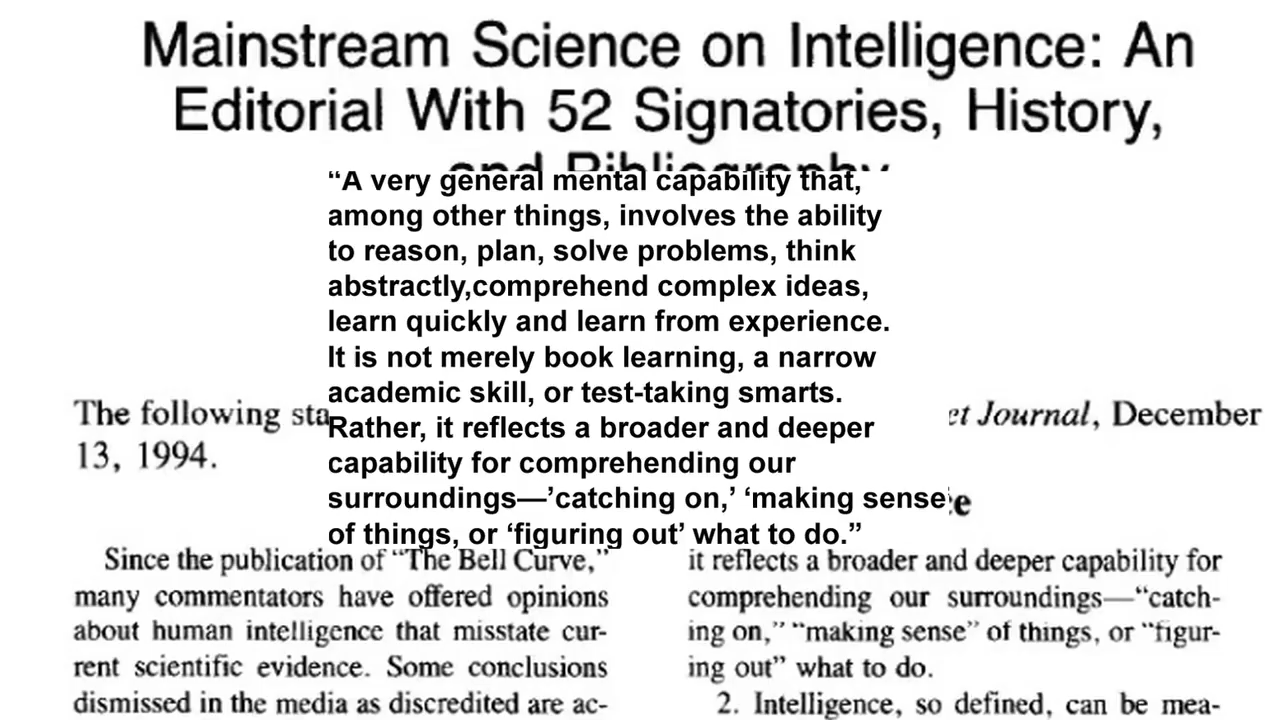 Mainstream Science on Intelligence: An
Editorial With 52 Signatories, History,
and Bibliography
“A very general mental capability that,
among other things, involves the ability
to reason, plan, solve problems, think
abstractly,comprehend complex ideas,
learn quickly and learn from experience.
It is not merely book learning, a narrow
academic skill, or test-taking smarts.
Rather, it reflects a broader and deeper
capability for comprehending our
surroundings—’catching on,’ ‘making sense’
of things, or ‘figuring out’ what to do.”
The following
Journal, December
13, 1994.
Since the publication of “The Bell Curve,”
many commentators have offered opinions
about human intelligence that misstate cur-
rent scientific evidence. Some conclusions
dismissed in the media as discredited are ac-
it reflects a broader and deeper capability for
comprehending our surroundings—“catch-
ing on,” “making sense” of things, or “figur-
ing out” what to do.
2. Intelligence, so defined, can be mea-